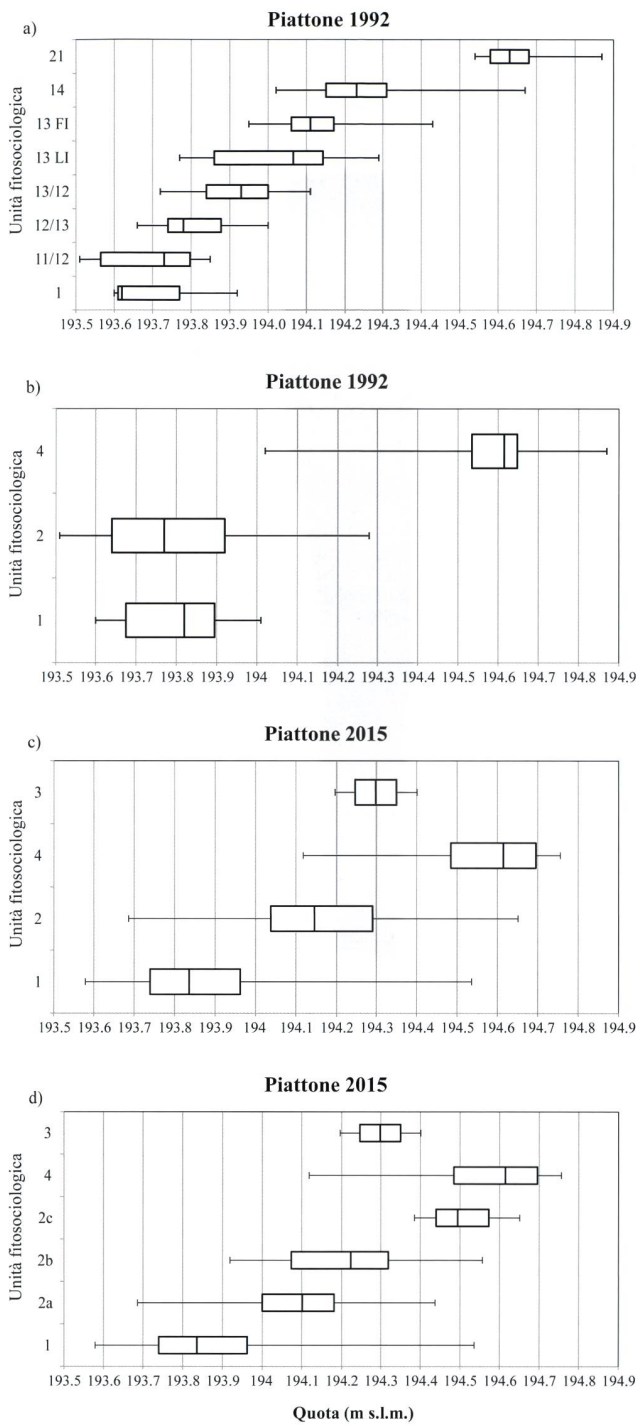 Piattone 1992
a)
Unità fitosociologica
21
14
13 FI
13 LI
13/12
12/13
11/12
1
193.5 193.6 193.7 193.8 193.9 194.0 194.1 194.2 194.3 194.4 194.5 194.6 194.7 194.8 194.9
Piattone 1992
b)
Unità fitosociologica
4
2
1
193.5 193.6 193.7 193.8 193.9 194 194.1 194.2 194.3 194.4 194.5 194.6 194.7 194.8 194.9
Piattone 2015
c)
Unità fitosociologica
3
4
2
1
193.5 193.6 193.7 193.8 193.9 194 194.1 194.2 194.3 194.4 194.5 194.6 194.7 194.8 194.9
Piattone 2015
d)
Unità fitosociologica
3
4
2c
2b
2a
1
193.5 193.6 193.7 193.8 193.9 194 194.1 194.2 194.3 194.4 194.5 194.6 194.7 194.8 194.9
Quota (m s.l.m.)